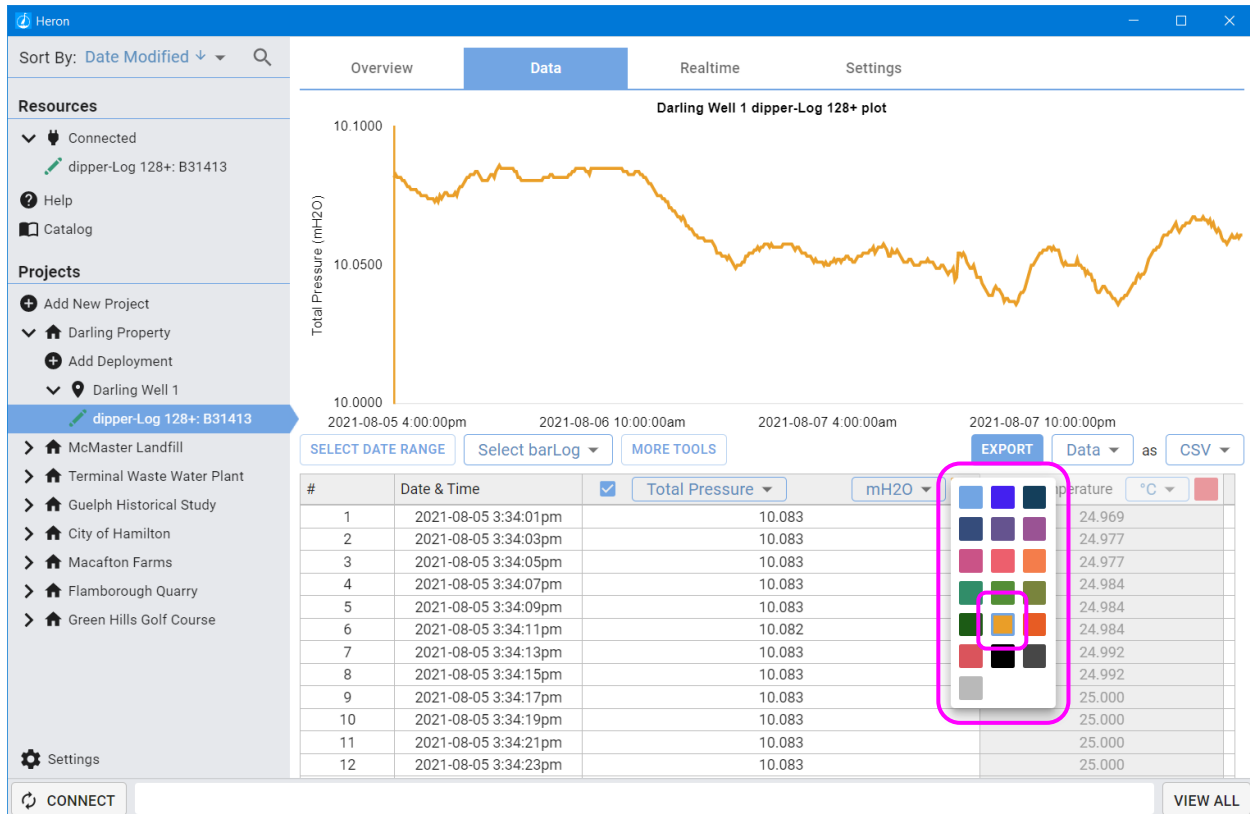 Heron
Sort By: Date Modified
Overview
Data
Realtime
Settings
Resources
Connected
dipper-Log 128+: B31413
Help
Catalog
Projects
Add New Project
Darling Property
Add Deployment
Darling Well 1
dipper-Log 128+: B31413
McMaster Landfill
Terminal Waste Water Plant
Guelph Historical Study
City of Hamilton
Macafton Farms
Flamborough Quarry
Green Hills Golf Course
Settings
CONNECT
Darling Well 1 dipper-Log 128+ plot
Total Pressure (mH2O)
10.1000
10.0500
10.0000
2021-08-05 4:00:00pm 2021-08-06 10:00:00am 2021-08-07 4:00:00am 2021-08-07 10:00:00pm
SELECT DATE RANGE Select barLog MORE TOOLS EXPORT Data as CSV
# Date & Time Total Pressure mH2O perature °C
1 2021-08-05 3:34:01pm 10.083 24.969
2 2021-08-05 3:34:03pm 10.083 24.977
3 2021-08-05 3:34:05pm 10.083 24.977
4 2021-08-05 3:34:07pm 10.083 24.984
5 2021-08-05 3:34:09pm 10.083 24.984
6 2021-08-05 3:34:11pm 10.082 24.984
7 2021-08-05 3:34:13pm 10.083 24.992
8 2021-08-05 3:34:15pm 10.083 24.992
9 2021-08-05 3:34:17pm 10.083 25.000
10 2021-08-05 3:34:19pm 10.083 25.000
11 2021-08-05 3:34:21pm 10.083 25.000
12 2021-08-05 3:34:23pm 10.083 25.000
VIEW ALL